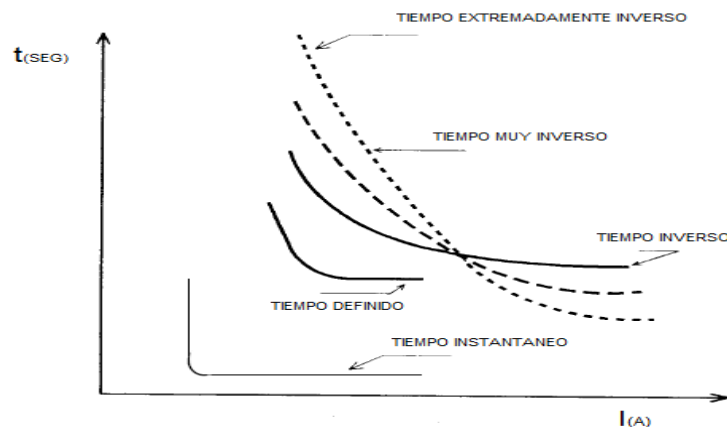 TIEMPO EXTREMADAMENTE INVERSO
t(SEG)
TIEMPO MUY INVERSO
TIEMPO INVERSO
TIEMPO DEFINIDO
TIEMPO INSTANTANEO
I(A)